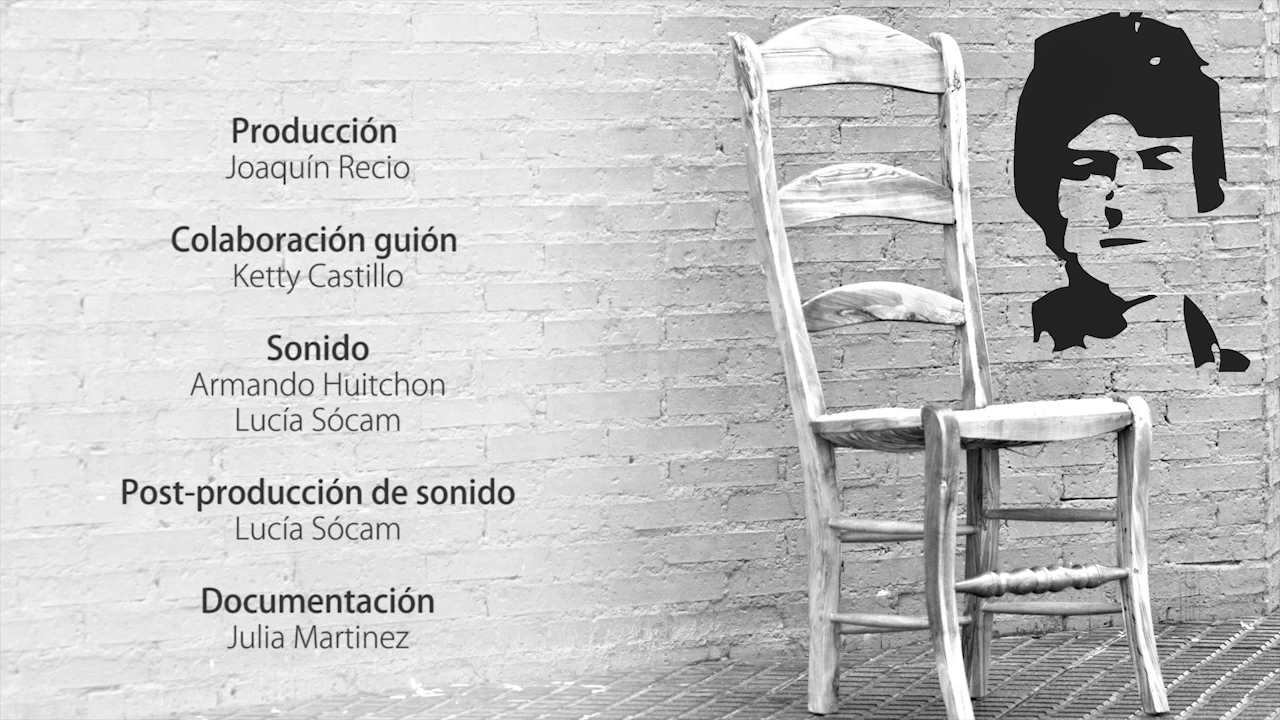 Producción
Joaquín Recio
Colaboración guión
Ketty Castillo
Sonido
Armando Huitchon
Lucía Sócam
Post-producción de sonido
Lucía Sócam
Documentación
Julia Martinez